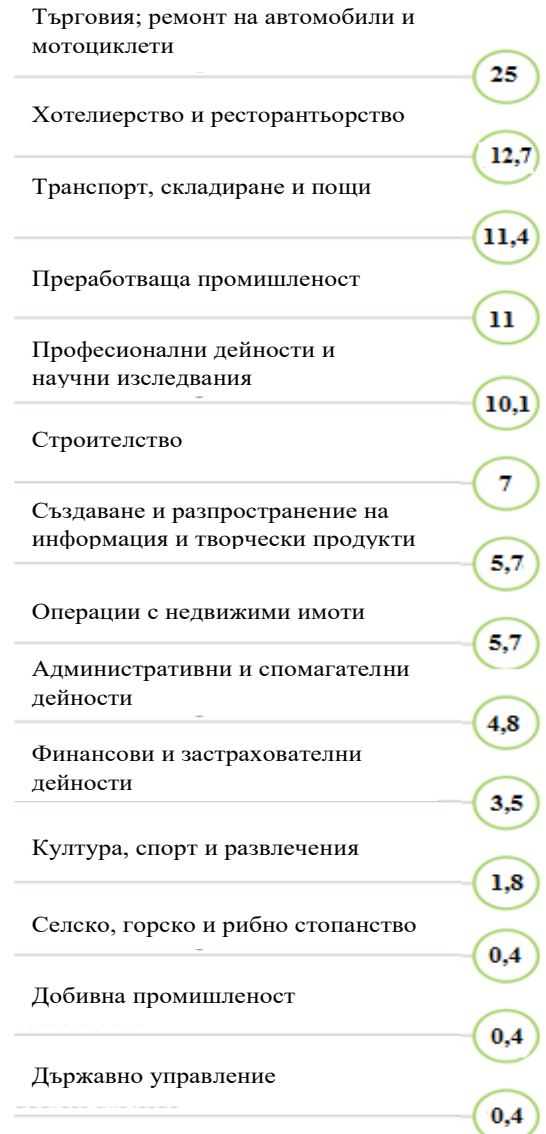 Търговия; ремонт на автомобили и
мотоциклети
25
Хотелиерство и ресторантьорство
12,7
Транспорт, складиране и пощи
11,4
Преработваща промишленост
11
Професионални дейности и
научни изследвания
10,1
Строителство
7
Създаване и разпространение на
информация и творчески продукти
5,7
Операции с недвижими имоти
5,7
Административни и спомагателни
дейности
4,8
Финансови и застрахователни
дейности
3,5
Култура, спорт и развлечения
1,8
Селско, горско и рибно стопанство
0,4
Добивна промишленост
0,4
Държавно управление
0,4